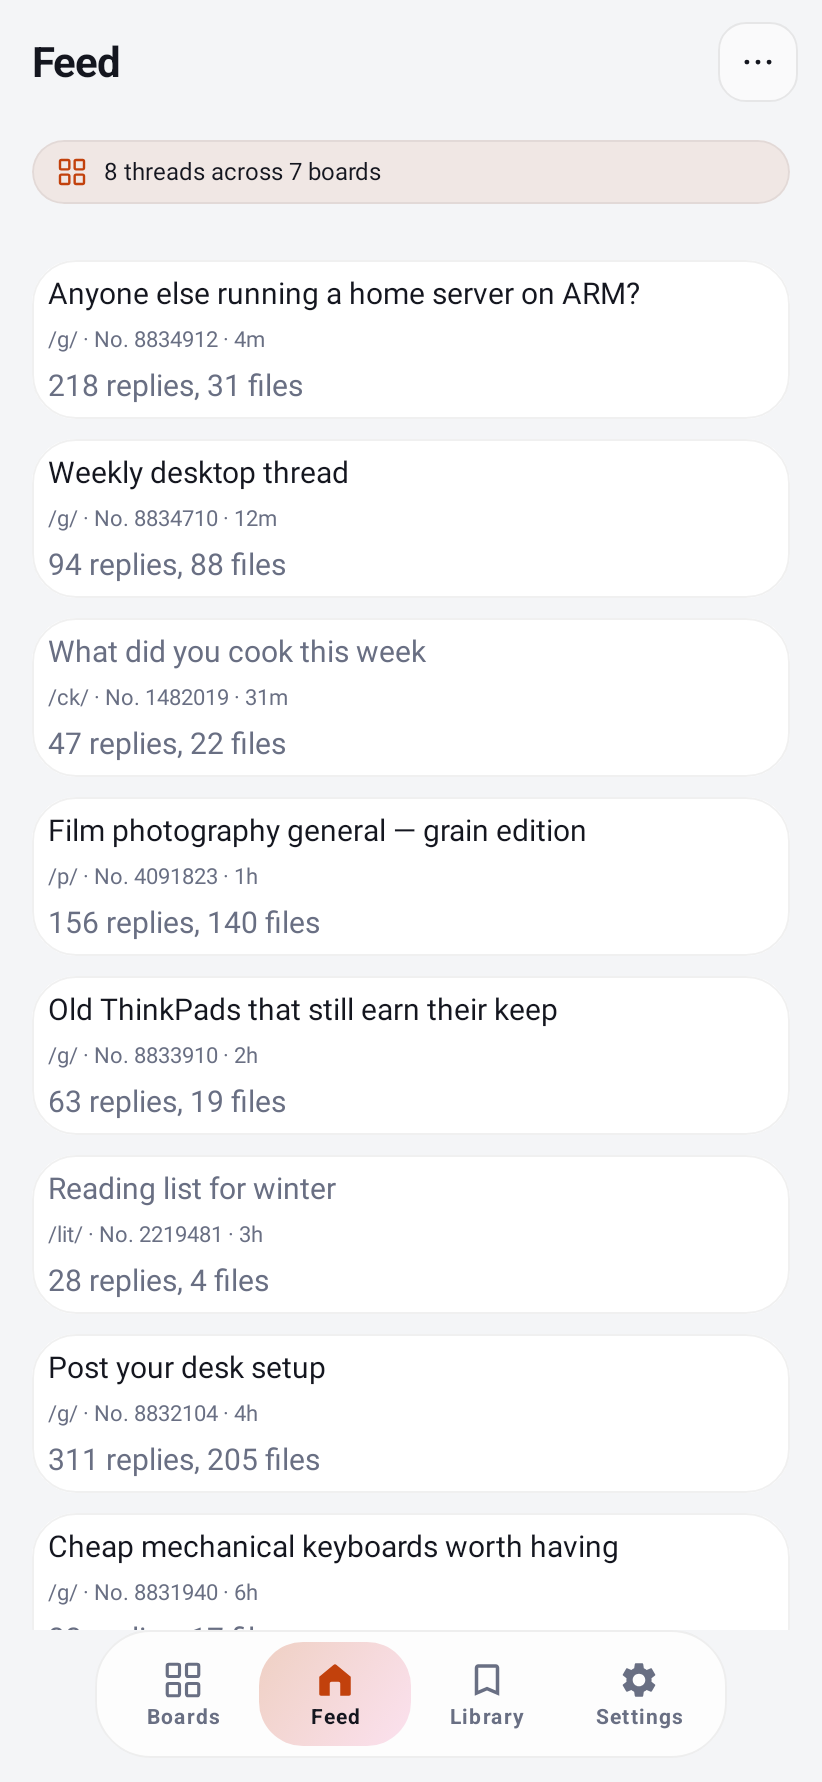 Feed
8 threads across 7 boards
Anyone else running a home server on ARM?
/g/ · No. 8834912 · 4m
218 replies, 31 files
Weekly desktop thread
/g/ · No. 8834710 · 12m
94 replies, 88 files
What did you cook this week
/ck/ · No. 1482019 · 31m
47 replies, 22 files
Film photography general — grain edition
/p/ · No. 4091823 · 1h
156 replies, 140 files
Old ThinkPads that still earn their keep
/g/ · No. 8833910 · 2h
63 replies, 19 files
Reading list for winter
/lit/ · No. 2219481 · 3h
28 replies, 4 files
Post your desk setup
/g/ · No. 8832104 · 4h
311 replies, 205 files
Cheap mechanical keyboards worth having
/g/ · No. 8831940 · 6h
Boards
Feed
Library
Settings